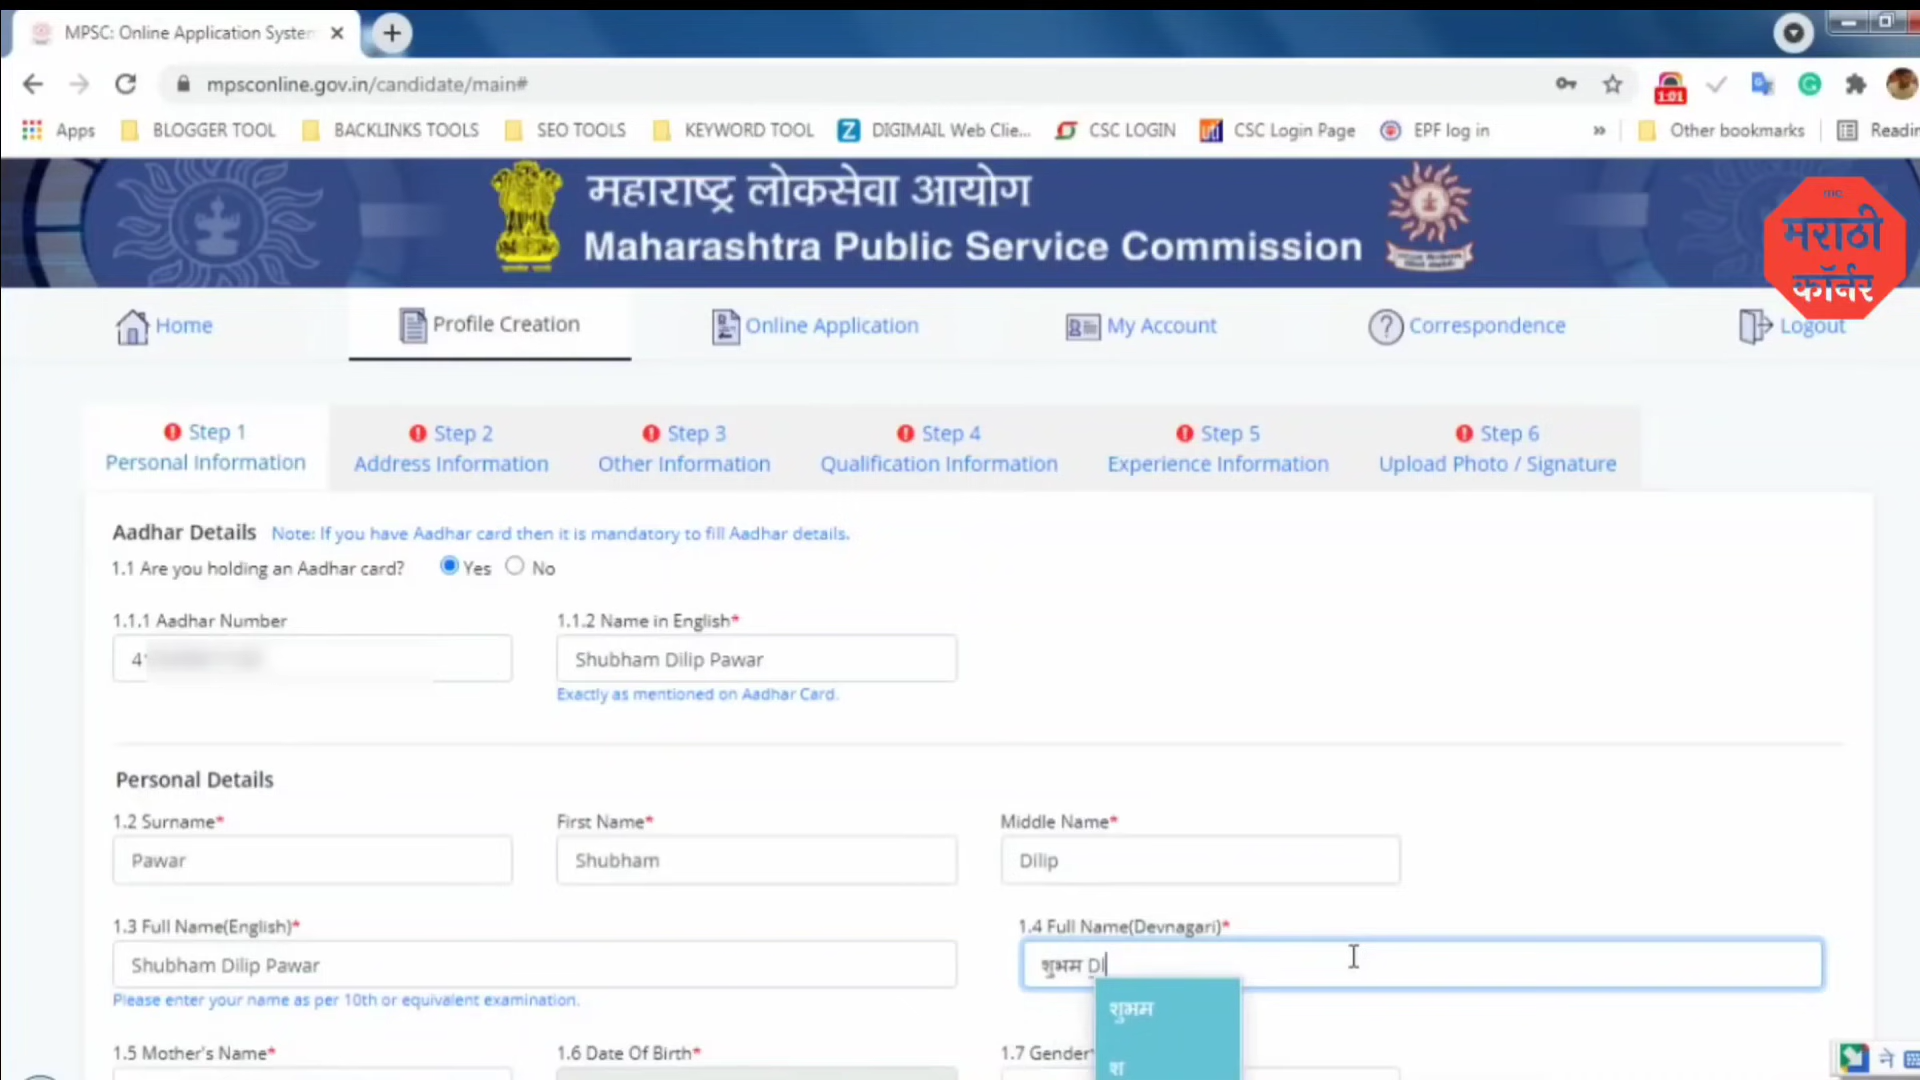 MPSC: Online Application System
mpsconline.gov.in/candidate/main#
1:01
Apps
BLOGGER TOOL
BACKLINKS TOOLS
SEO TOOLS
KEYWORD TOOL
DIGIMAIL Web Clie...
CSC LOGIN
CSC Login Page
EPF log in
»
Other bookmarks
Readin
महाराष्ट्र लोकसेवा आयोग
Maharashtra Public Service Commission
मराठी
कॉर्नर
Home
Profile Creation
Online Application
My Account
Correspondence
Logout
Step 1
Personal Information
Step 2
Address Information
Step 3
Other Information
Step 4
Qualification Information
Step 5
Experience Information
Step 6
Upload Photo / Signature
Aadhar Details Note: If you have Aadhar card then it is mandatory to fill Aadhar details.
1.1 Are you holding an Aadhar card? Yes No
1.1.1 Aadhar Number
1.1.2 Name in English*
4
Shubham Dilip Pawar
Exactly as mentioned on Aadhar Card.
Personal Details
1.2 Surname*
First Name*
Middle Name*
Pawar
Shubham
Dilip
1.3 Full Name(English)*
1.4 Full Name(Devnagari)*
Shubham Dilip Pawar
शुभम DI
Please enter your name as per 10th or equivalent examination.
शुभम
श
1.5 Mother's Name*
1.6 Date Of Birth*
1.7 Gender*
ने